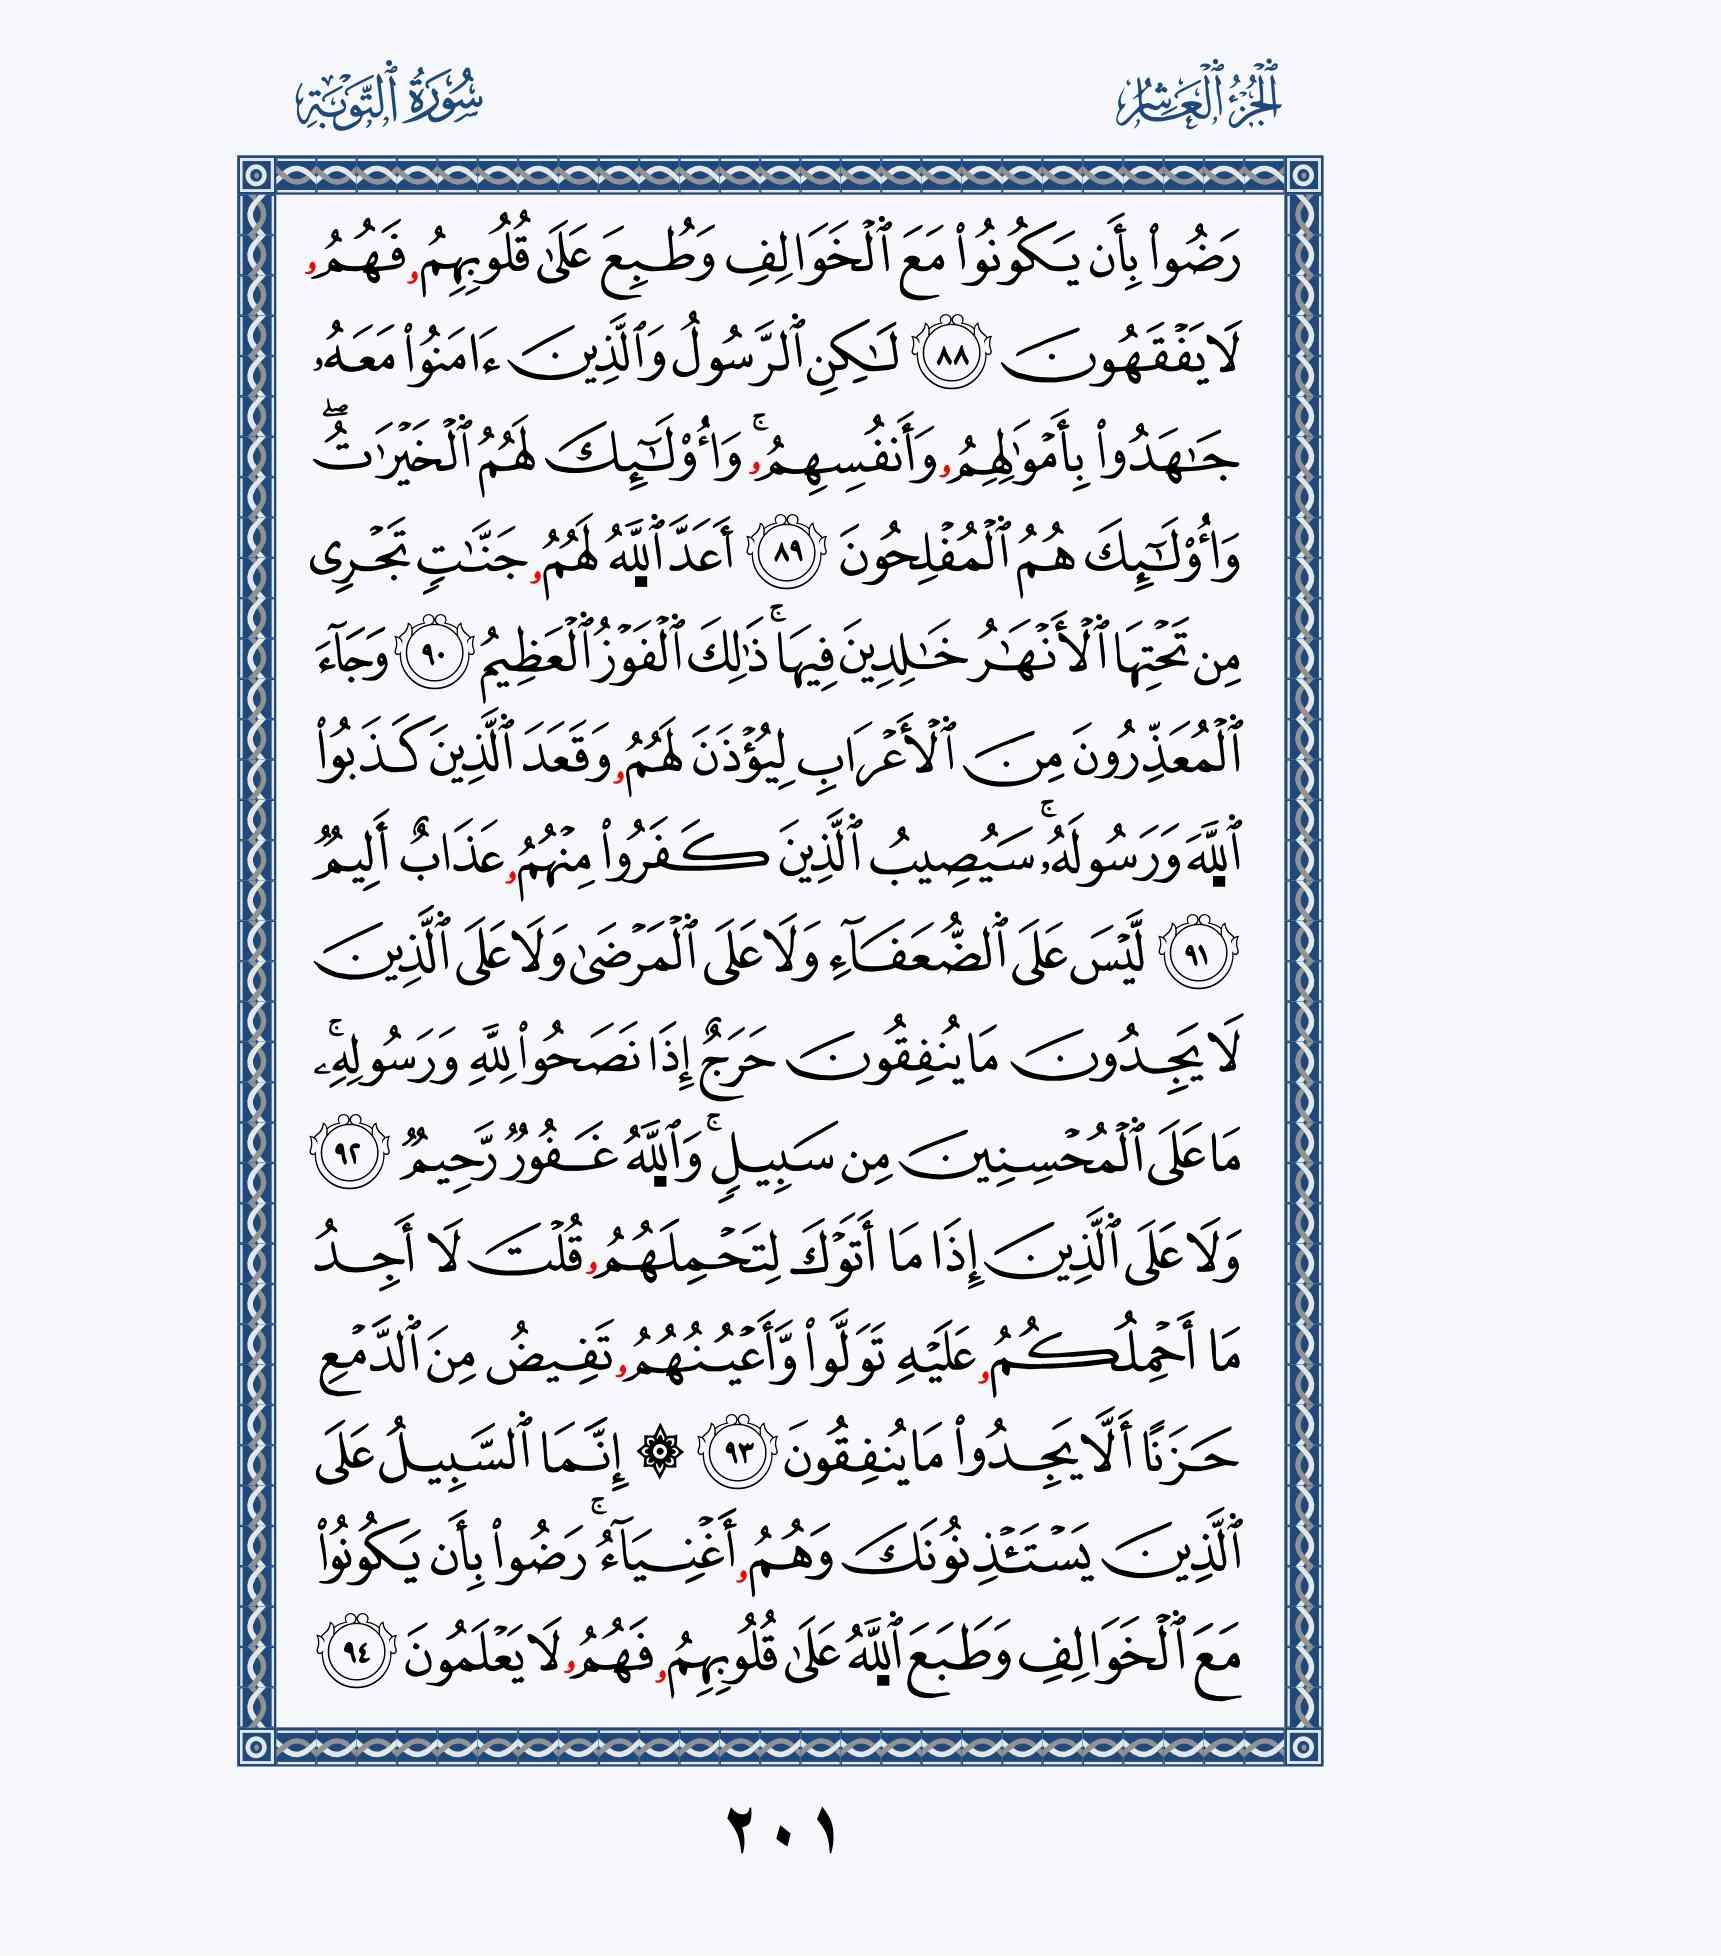 الجُزْءُ ٱلْعَاشِرُ
سُورَةُ ٱلتَّوْبَةِ
رَضُوا۟ بِأَن يَكُونُوا۟ مَعَ ٱلْخَوَالِفِ وَطُبِعَ عَلَىٰ قُلُوبِهِمُۥ فَهُمُۥ
لَا يَفْقَهُونَ ٨٨ لَٰكِنِ ٱلرَّسُولُ وَٱلَّذِينَ ءَامَنُوا۟ مَعَهُۥ
جَٰهَدُوا۟ بِأَمْوَٰلِهِمُۥ وَأَنفُسِهِمُۥۚ وَأُو۟لَٰٓئِكَ لَهُمُ ٱلْخَيْرَٰتُۖ
وَأُو۟لَٰٓئِكَ هُمُ ٱلْمُفْلِحُونَ ٨٩ أَعَدَّ ٱللَّهُ لَهُمُۥ جَنَّٰتٍ تَجْرِى
مِن تَحْتِهَا ٱلْأَنْهَٰرُ خَٰلِدِينَ فِيهَاۚ ذَٰلِكَ ٱلْفَوْزُ ٱلْعَظِيمُ ٩٠ وَجَآءَ
ٱلْمُعَذِّرُونَ مِنَ ٱلْأَعْرَابِ لِيُؤْذَنَ لَهُمُۥ وَقَعَدَ ٱلَّذِينَ كَذَبُوا۟
ٱللَّهَ وَرَسُولَهُۥۚ سَيُصِيبُ ٱلَّذِينَ كَفَرُوا۟ مِنْهُمُۥ عَذَابٌ أَلِيمٌ
٩١ لَّيْسَ عَلَى ٱلضُّعَفَآءِ وَلَا عَلَى ٱلْمَرْضَىٰ وَلَا عَلَى ٱلَّذِينَ
لَا يَجِدُونَ مَا يُنفِقُونَ حَرَجٌ إِذَا نَصَحُوا۟ لِلَّهِ وَرَسُولِهِۦۚ
مَا عَلَى ٱلْمُحْسِنِينَ مِن سَبِيلٍۚ وَٱللَّهُ غَفُورٌ رَّحِيمٌ ٩٢
وَلَا عَلَى ٱلَّذِينَ إِذَا مَا أَتَوْكَ لِتَحْمِلَهُمُۥ قُلْتَ لَا أَجِدُ
مَا أَحْمِلُكُمُۥ عَلَيْهِ تَوَلَّوا۟ وَّأَعْيُنُهُمُۥ تَفِيضُ مِنَ ٱلدَّمْعِ
حَزَنًا أَلَّا يَجِدُوا۟ مَا يُنفِقُونَ ٩٣ ۞ إِنَّمَا ٱلسَّبِيلُ عَلَى
ٱلَّذِينَ يَسْتَـْٔذِنُونَكَ وَهُمُۥ أَغْنِيَآءُۚ رَضُوا۟ بِأَن يَكُونُوا۟
مَعَ ٱلْخَوَالِفِ وَطَبَعَ ٱللَّهُ عَلَىٰ قُلُوبِهِمُۥ فَهُمُۥ لَا يَعْلَمُونَ ٩٤
٢٠١